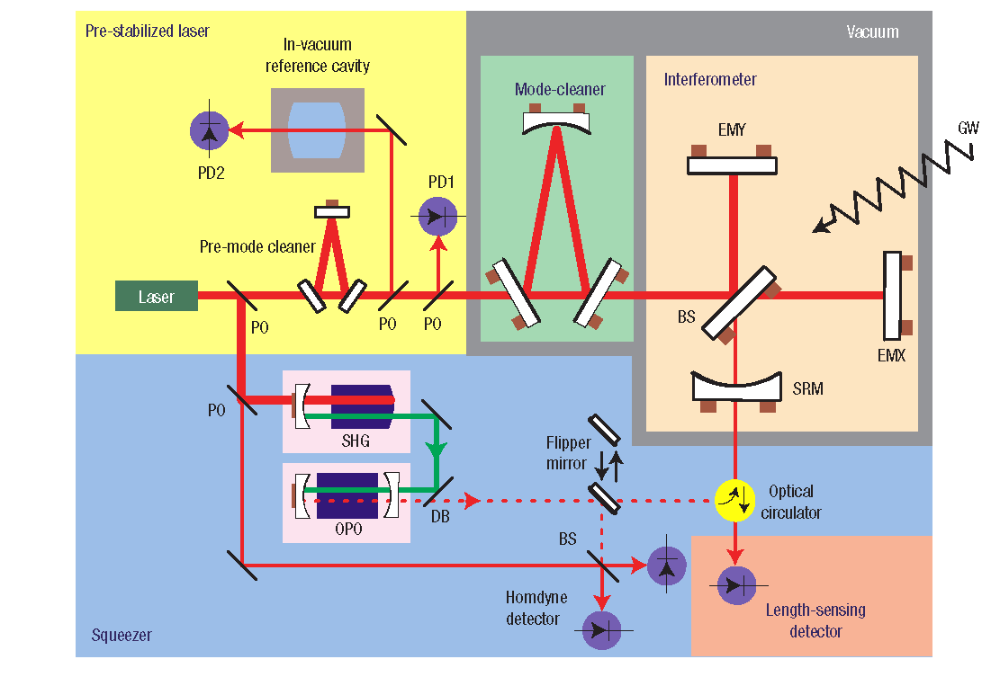 Pre-stabilized laser
In-vacuum
reference cavity
PD2
PD1
Pre-mode cleaner
Laser
PO
PO
PO
Vacuum
Mode-cleaner
Interferometer
EMY
GW
BS
EMX
SRM
PO
SHG
OPO
DB
Flipper
mirror
Optical
circulator
BS
Homdyne
detector
Length-sensing
detector
Squeezer